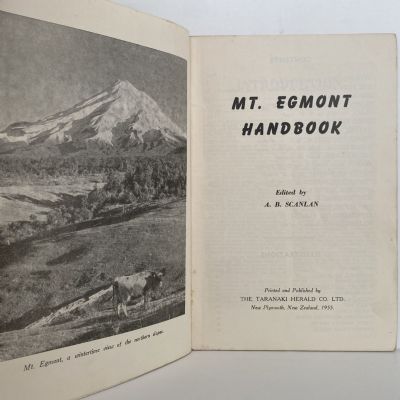 Mt. Egmont, a wintertime view of the northern slopes.
MT. EGMONT
HANDBOOK
Edited by
A. B. SCANLAN
Printed and Published by
THE TARANAKI HERALD CO. LTD.
New Plymouth, New Zealand, 1955.